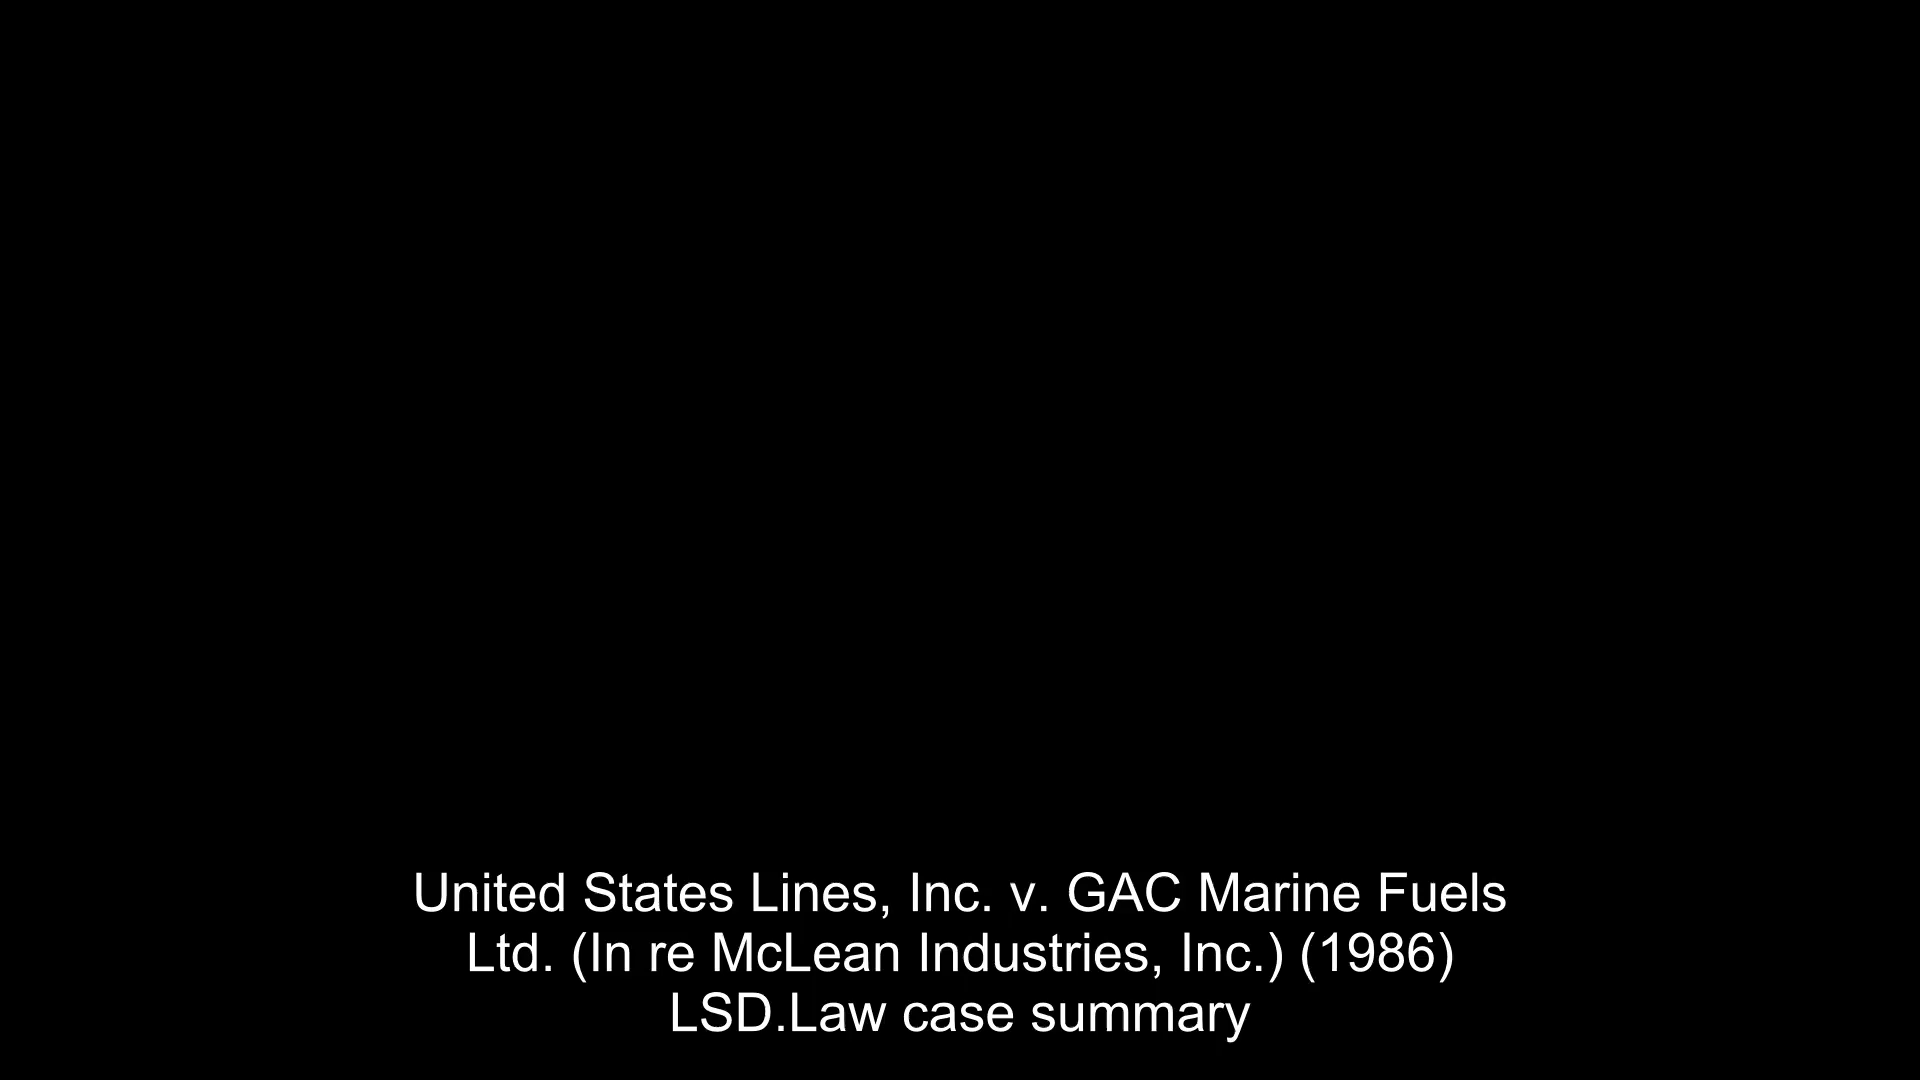 United States Lines, Inc. v. GAC Marine Fuels
Ltd. (In re McLean Industries, Inc.) (1986)
LSD.Law case summary